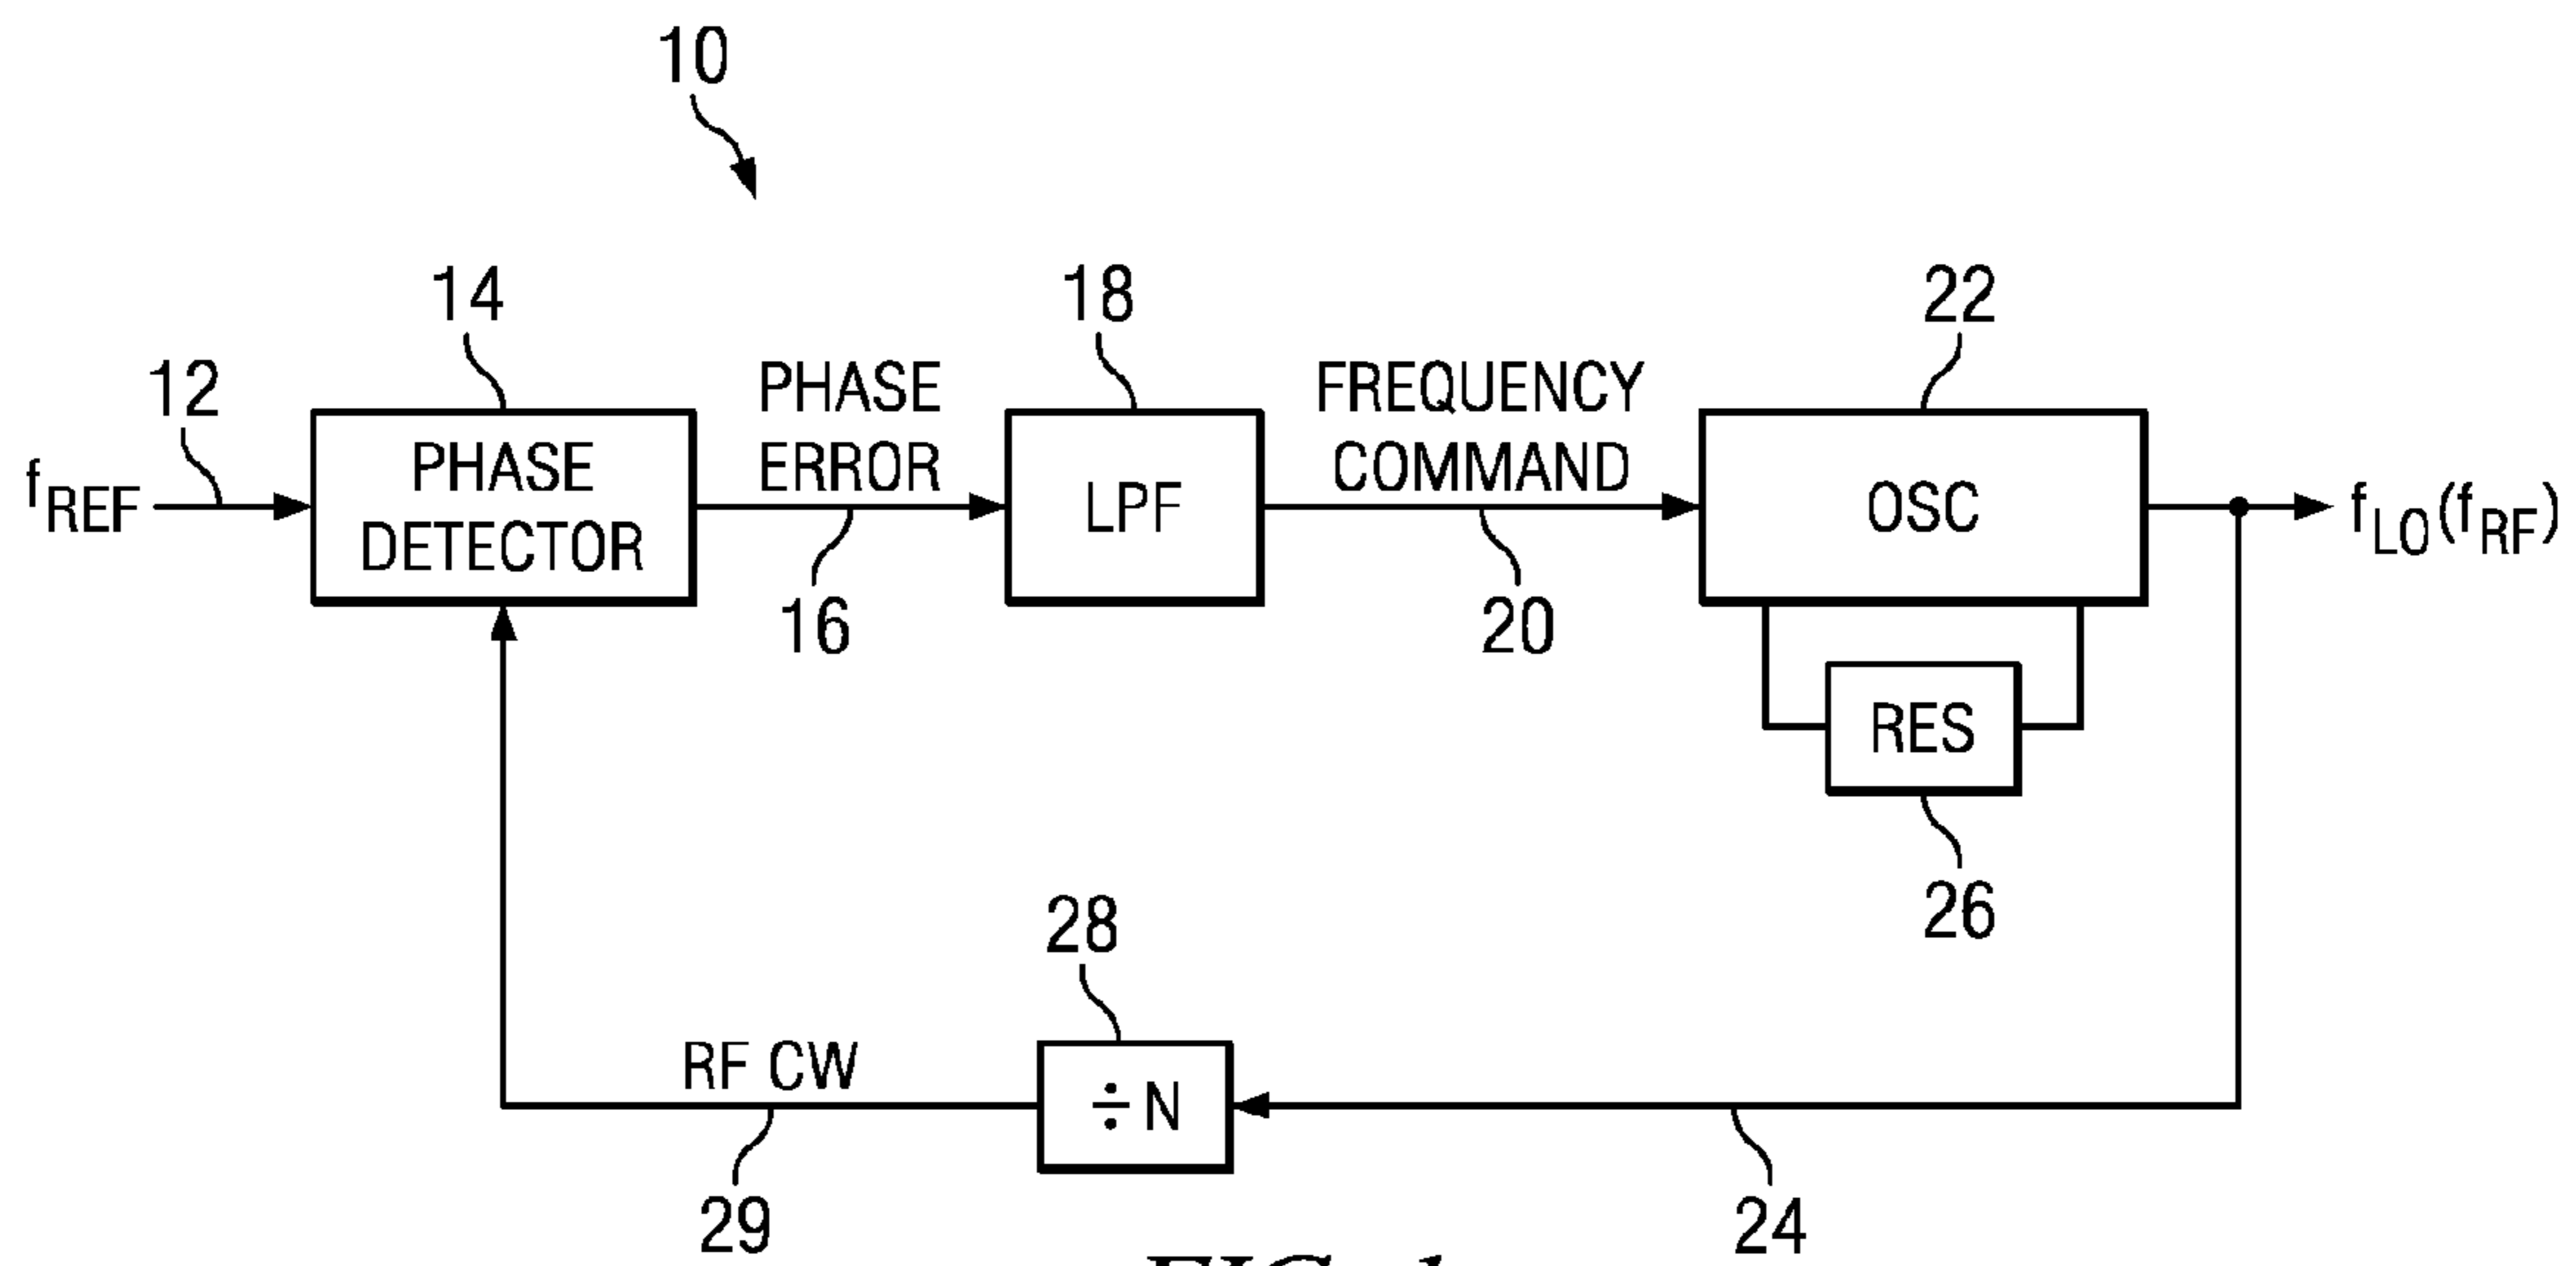 10
14
18
22
12
PHASE
ERROR
FREQUENCY
COMMAND
fREF
PHASE
DETECTOR
LPF
OSC
fLO(fRF)
16
20
RES
26
28
RF CW
÷ N
29
24